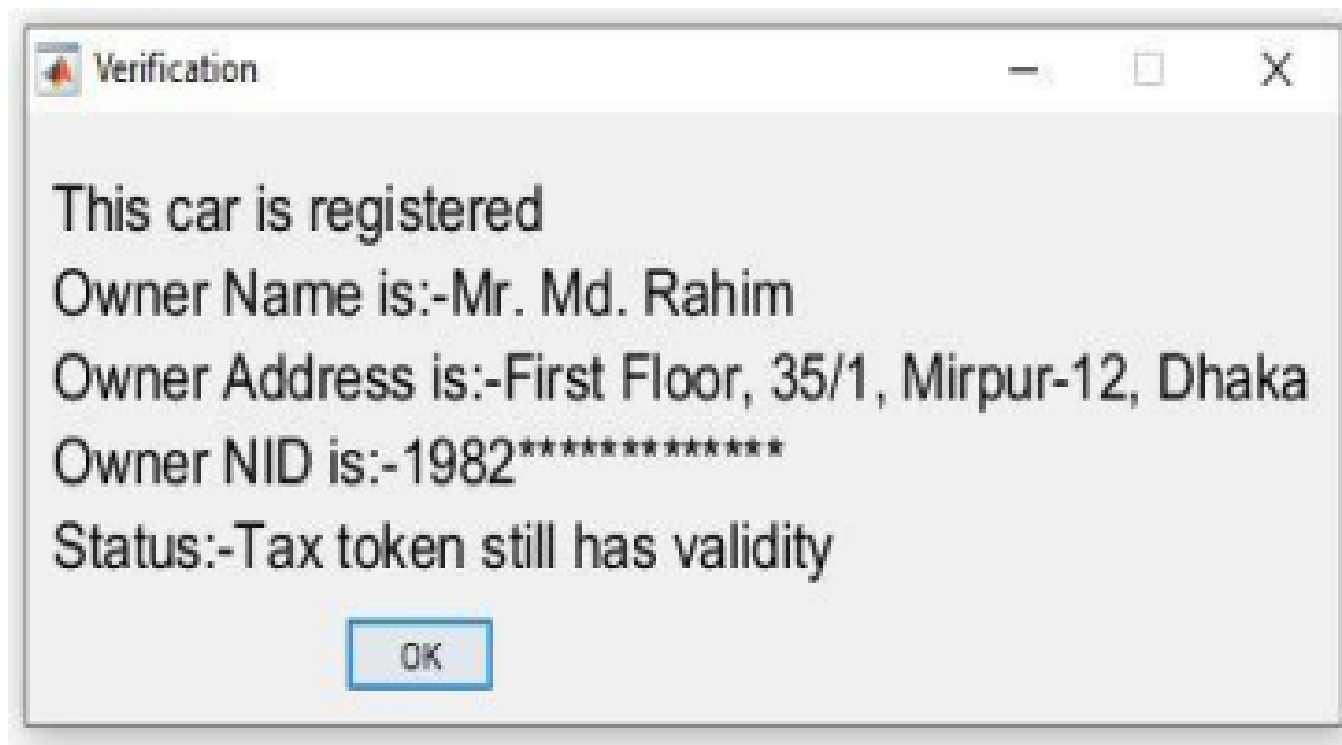 Verification
This car is registered
Owner Name is:-Mr. Md. Rahim
Owner Address is:-First Floor, 35/1, Mirpur-12, Dhaka
Owner NID is:-1982*************
Status:-Tax token still has validity
OK